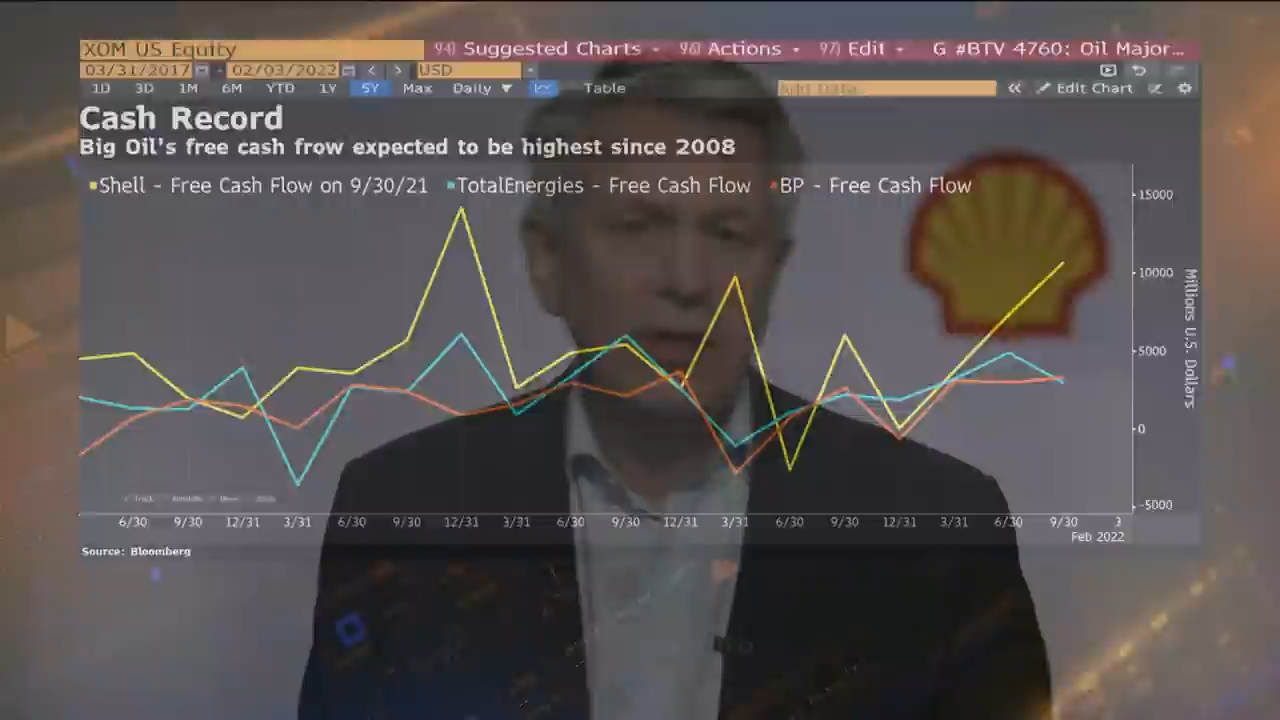 XOM US Equity 94) Suggested Charts 96) Actions 97) Edit G #BTV 4760: Oil Major...
03/31/2017 - 02/03/2022 USD
1D 3D 1M 6M YTD 1Y 5Y Max Daily Table Add Data « Edit Chart
Cash Record
Big Oil's free cash frow expected to be highest since 2008
Shell - Free Cash Flow on 9/30/21 TotalEnergies - Free Cash Flow BP - Free Cash Flow
15000
10000
5000
0
-5000
Millions U.S. Dollars
6/30 9/30 12/31 3/31 6/30 9/30 12/31 3/31 6/30 9/30 12/31 3/31 6/30 9/30 12/31 3/31 6/30 9/30 3
Feb 2022
Source: Bloomberg